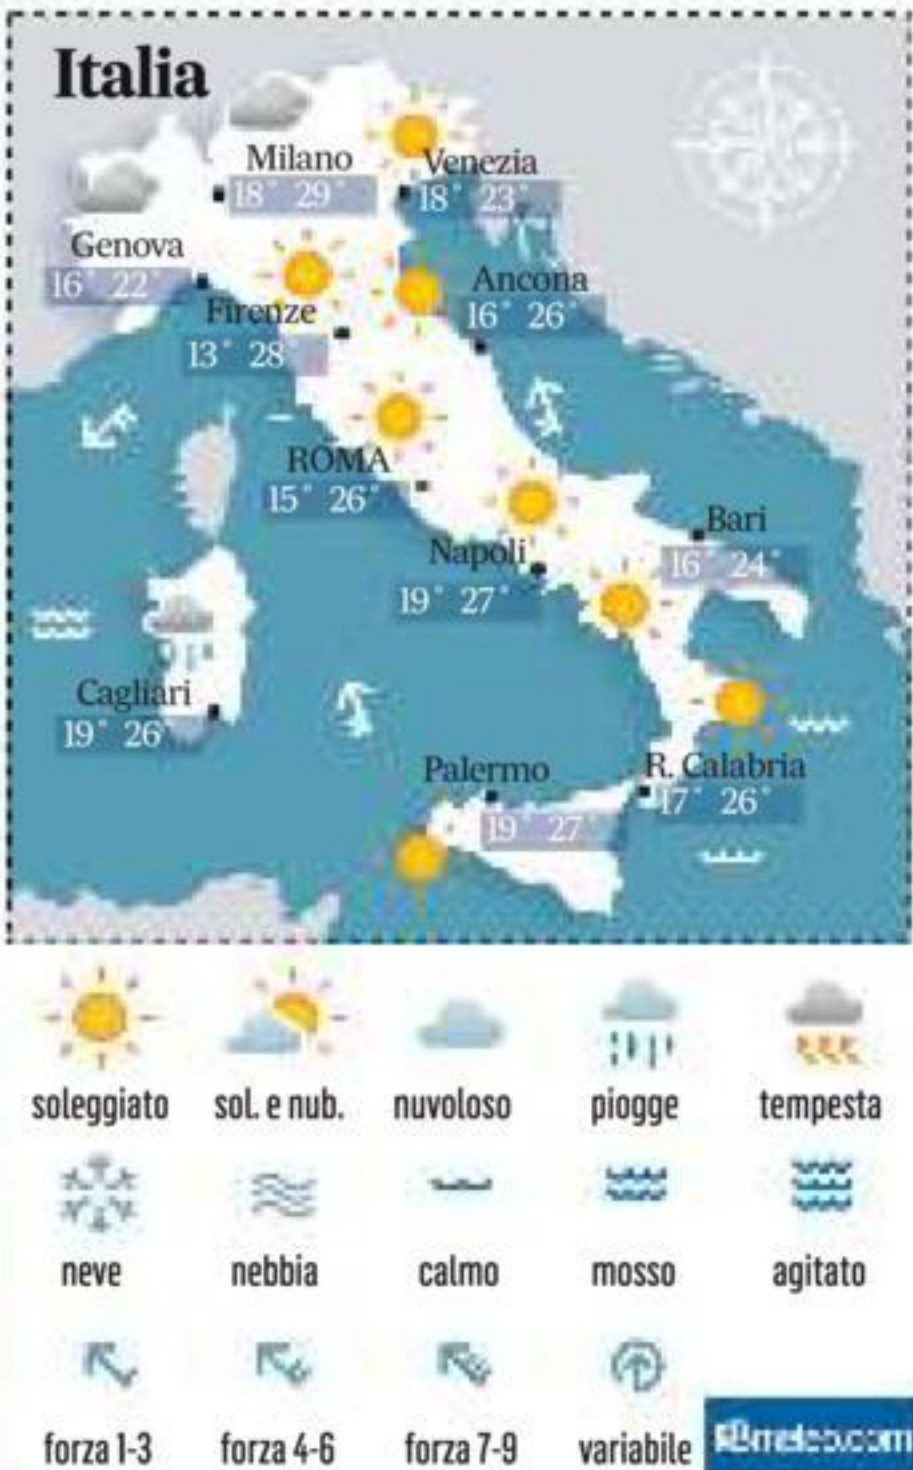 Italia
Milano
18° 29°
Venezia
18° 23°
Genova
16° 22°
Ancona
16° 26°
Firenze
13° 28°
ROMA
15° 26°
Bari
16° 24°
Napoli
19° 27°
Cagliari
19° 26°
Palermo
19° 27°
R. Calabria
17° 26°
soleggiato sol. e nub. nuvoloso piogge tempesta
neve nebbia calmo mosso agitato
forza 1-3 forza 4-6 forza 7-9 variabile